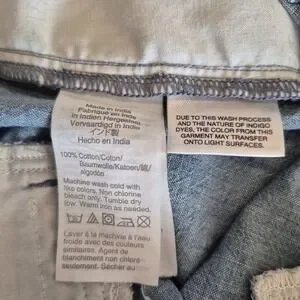 Made in India
Fabrique en Inde
In Indien Hergestellt
Vervaardigd in India
インド製
Hecho en India
100% Cotton/Coton/
Baumwolle/Katoen/綿/
algodón
Machine wash cold with
like colors. Non chlorine
bleach only. Tumble dry
low. Warm iron as needed.
Laver à la machine à l'eau
froide avec des couleurs
similaires. Agent de
blanchiment non chloré
seulement. Sécher au
DUE TO THIS WASH PROCESS
AND THE NATURE OF INDIGO
DYES, THE COLOR FROM THIS
GARMENT MAY TRANSFER
ONTO LIGHT SURFACES.